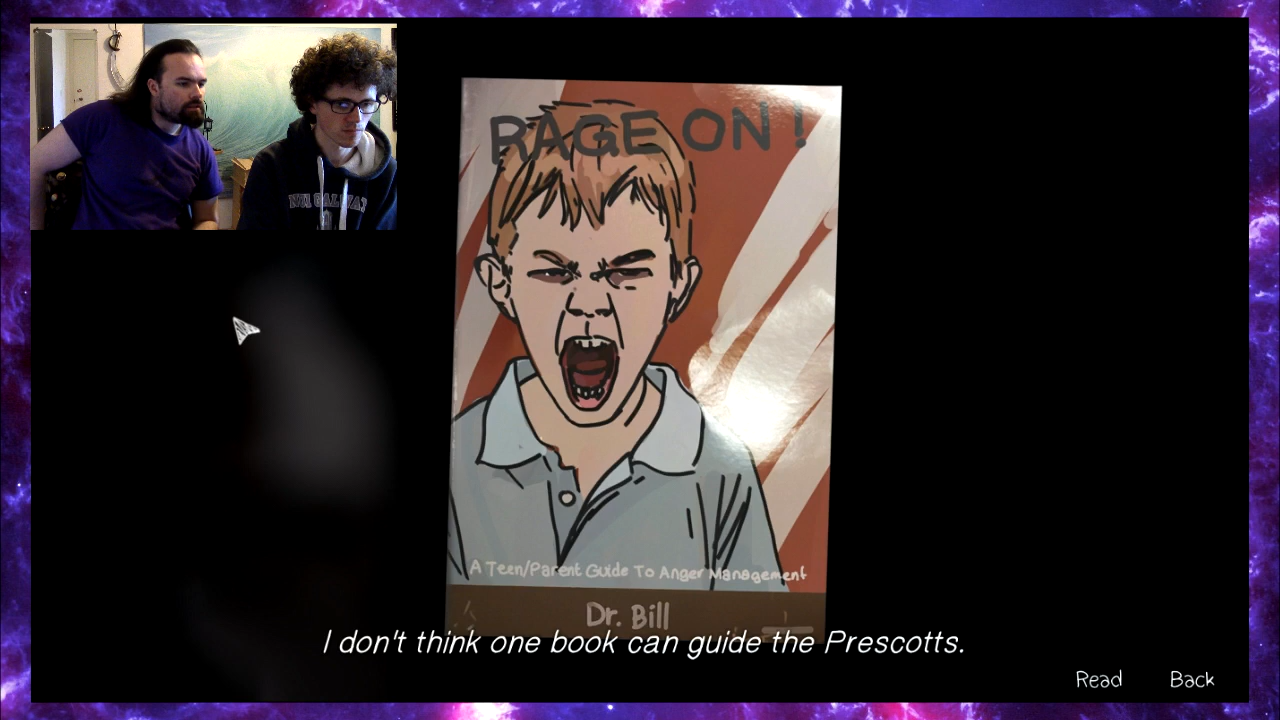 RAGE ON!
A Teen/Parent Guide To Anger Management
Dr. Bill
I don't think one book can guide the Prescotts.
Read
Back